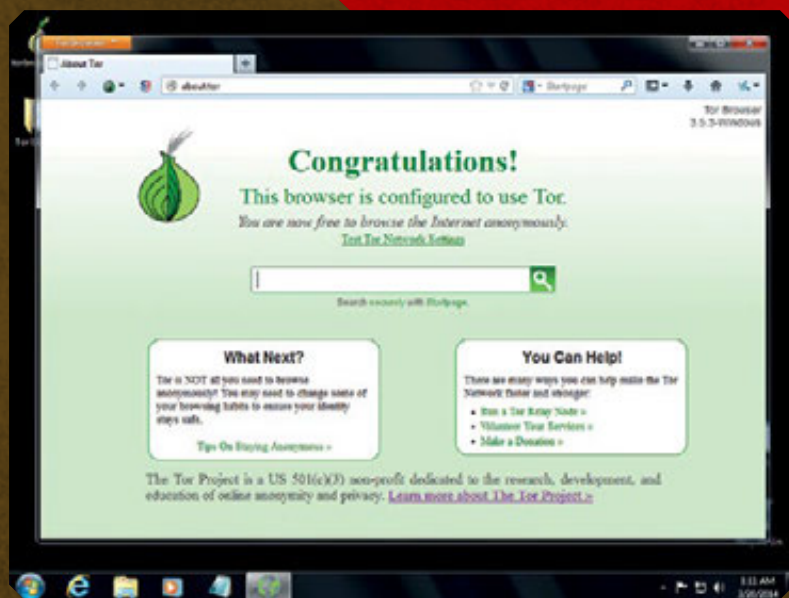 About Tor
about:tor
Startpage
Tor Browser
3.5.3-Windows
Congratulations!
This browser is configured to use Tor.
You are now free to browse the Internet anonymously.
Test Tor Network Settings
Search securely with Startpage.
What Next?
Tor is NOT all you need to browse
anonymously! You may need to change some of
your browsing habits to ensure your identity
stays safe.
Tips On Staying Anonymous »
You Can Help!
There are many ways you can help make the Tor
Network faster and stronger:
• Run a Tor Relay Node »
• Volunteer Your Services »
• Make a Donation »
The Tor Project is a US 501(c)(3) non-profit dedicated to the research, development, and
education of online anonymity and privacy. Learn more about The Tor Project »
3:11 AM
3/20/2014